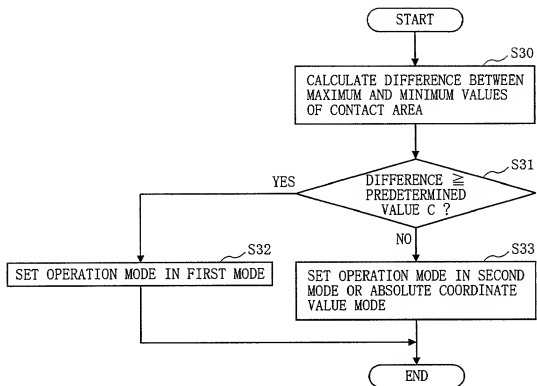 START
S30
CALCULATE DIFFERENCE BETWEEN
MAXIMUM AND MINIMUM VALUES
OF CONTACT AREA
S31
YES
DIFFERENCE ≧
PREDETERMINED
VALUE C ?
NO
S32
SET OPERATION MODE IN FIRST MODE
S33
SET OPERATION MODE IN SECOND
MODE OR ABSOLUTE COORDINATE
VALUE MODE
END